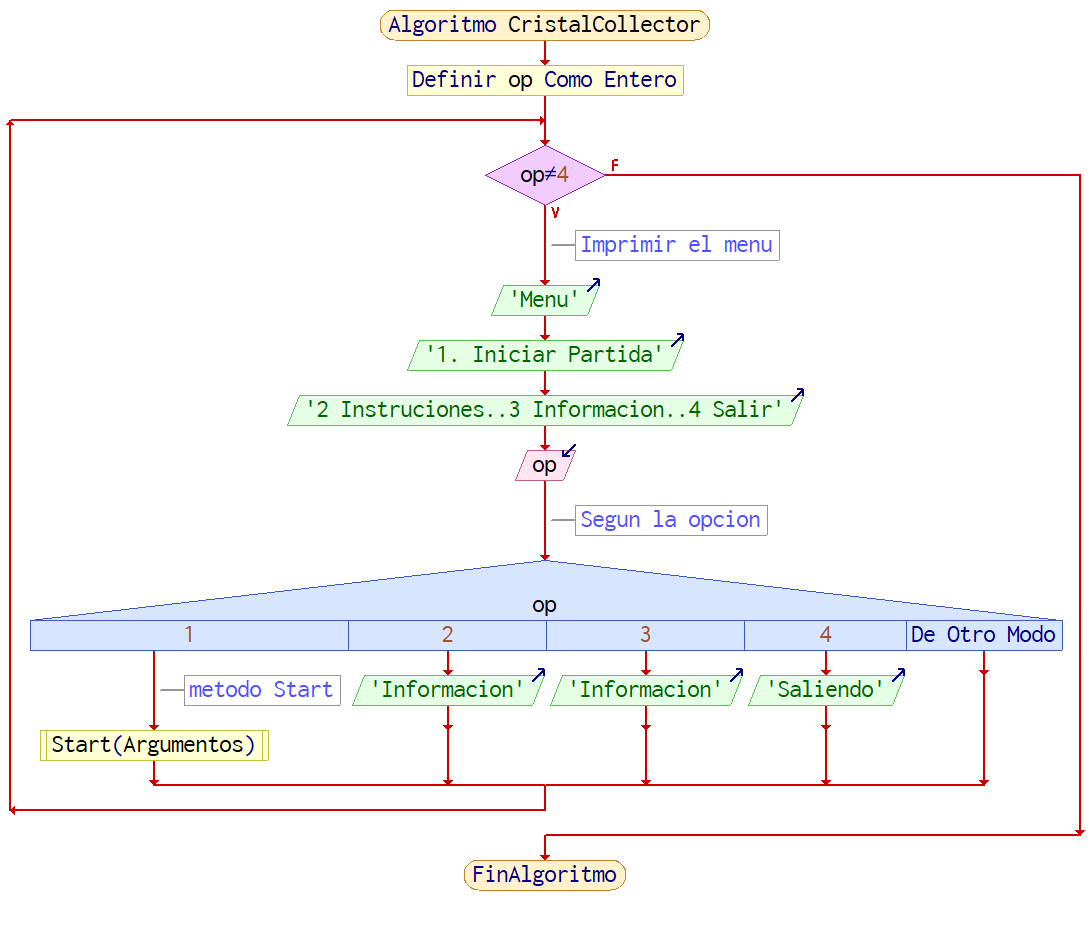 Algoritmo CristalCollector
Definir op Como Entero
op≠4
F
V
Imprimir el menu
'Menu'
'1. Iniciar Partida'
'2 Instruciones..3 Informacion..4 Salir'
op
Segun la opcion
op
1
2
3
4
De Otro Modo
metodo Start
'Informacion'
'Informacion'
'Saliendo'
Start(Argumentos)
FinAlgoritmo